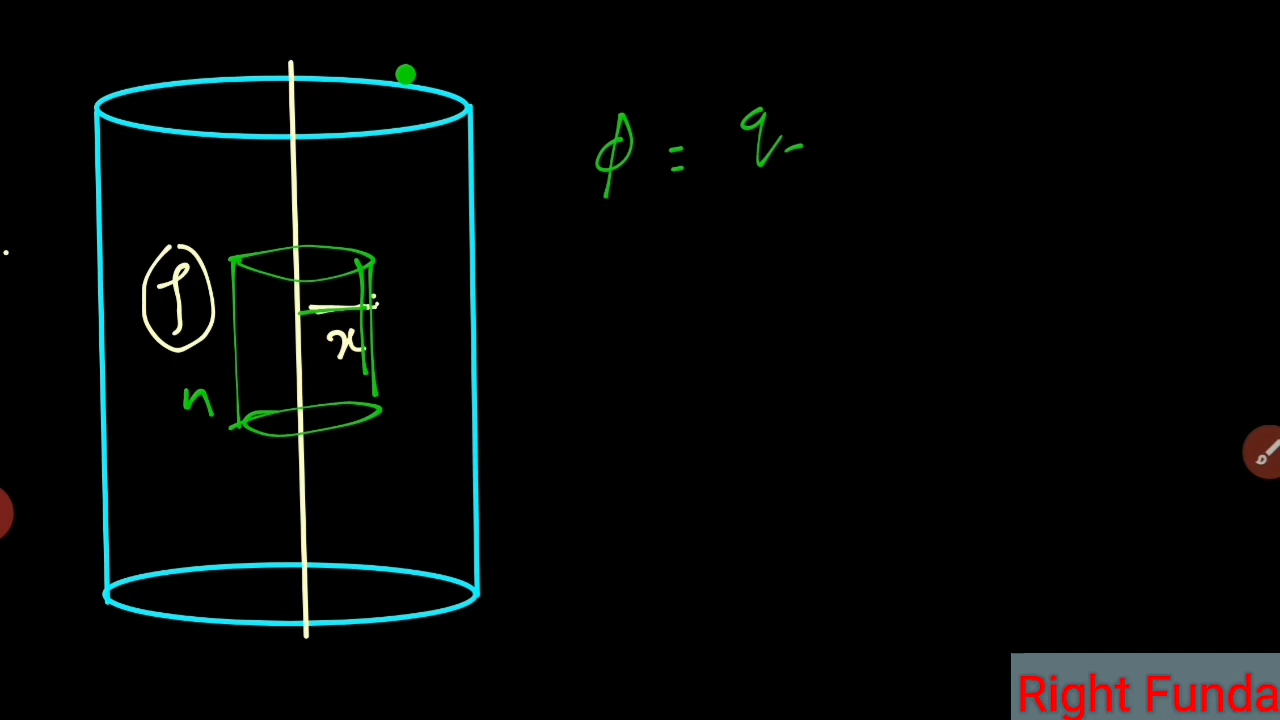 φ = q
x
n
Right Funda